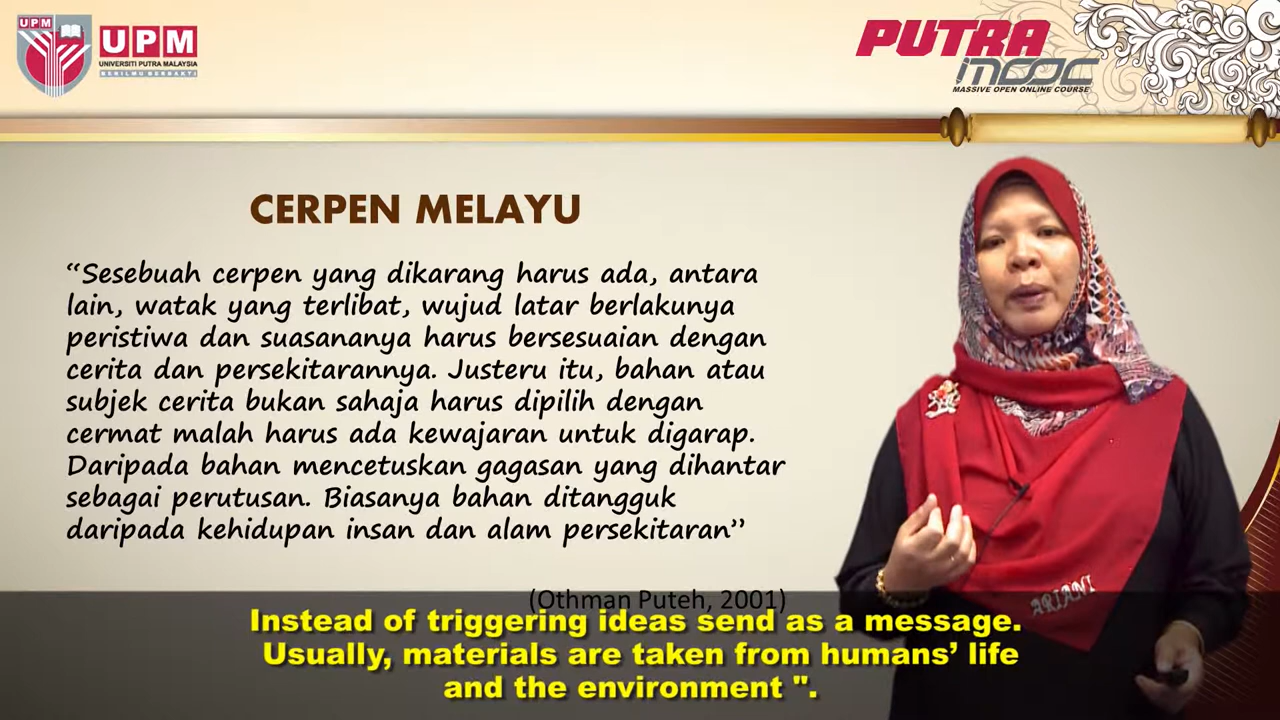 UPM
UPM
UNIVERSITI PUTRA MALAYSIA
BERILMU BERBAKTI
PUTRA
mooc
MASSIVE OPEN ONLINE COURSE
CERPEN MELAYU
“Sesebuah cerpen yang dikarang harus ada, antara
lain, watak yang terlibat, wujud latar berlakunya
peristiwa dan suasananya harus bersesuaian dengan
cerita dan persekitarannya. Justeru itu, bahan atau
subjek cerita bukan sahaja harus dipilih dengan
cermat malah harus ada kewajaran untuk digarap.
Daripada bahan mencetuskan gagasan yang dihantar
sebagai perutusan. Biasanya bahan ditangguk
daripada kehidupan insan dan alam persekitaran”
(Othman Puteh, 2001)
ARIANI
Instead of triggering ideas send as a message.
Usually, materials are taken from humans’ life
and the environment ".